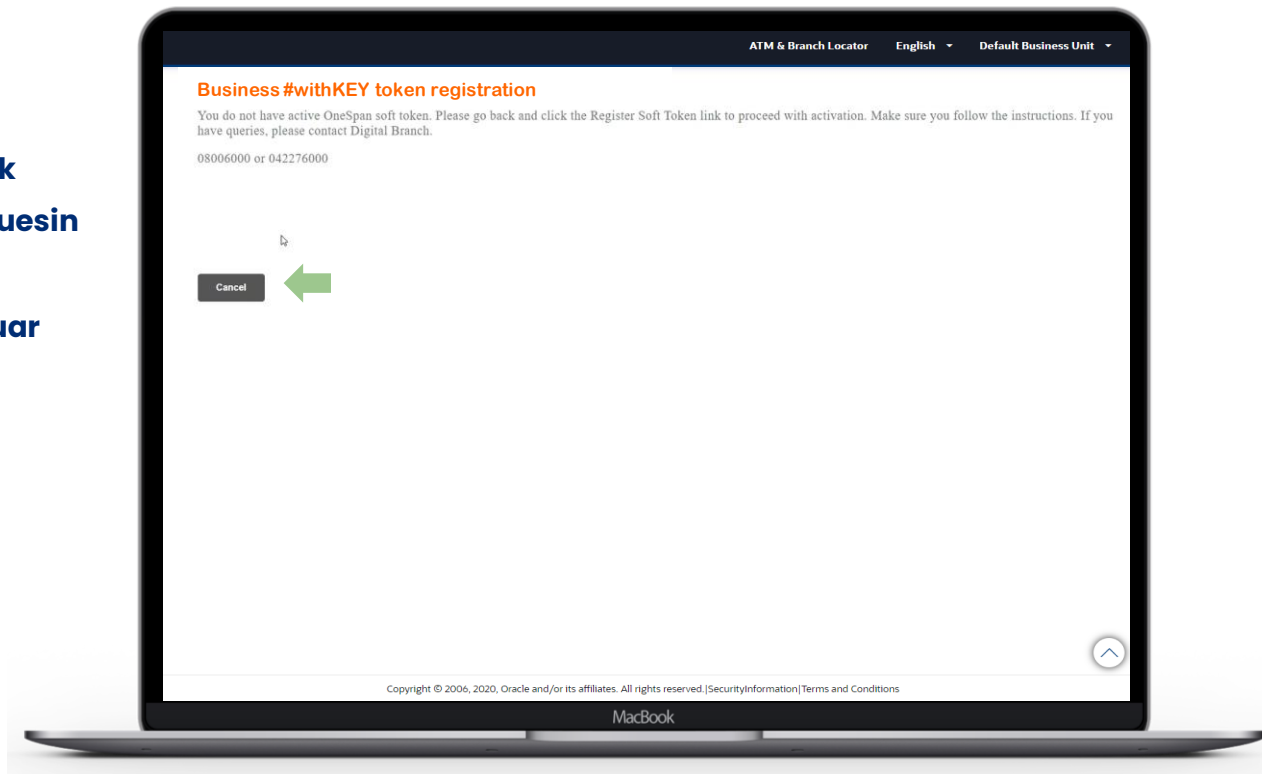 ATM & Branch Locator English Default Business Unit
Business #withKEY token registration
You do not have active OneSpan soft token. Please go back and click the Register Soft Token link to proceed with activation. Make sure you follow the instructions. If you
have queries, please contact Digital Branch.
08006000 or 042276000
k
uesin
uar
Cancel
Copyright © 2006, 2020, Oracle and/or its affiliates. All rights reserved.|SecurityInformation|Terms and Conditions
MacBook